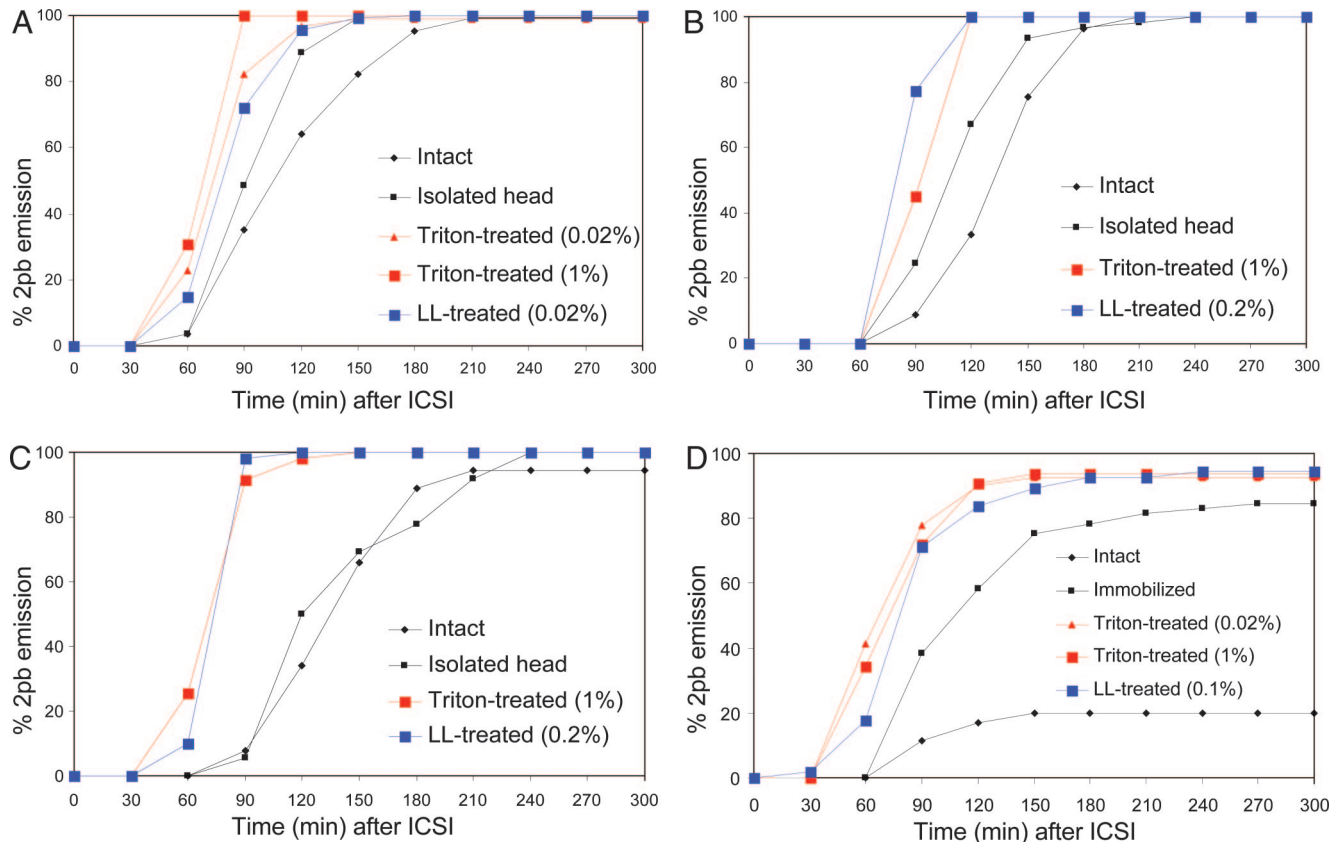 A
% 2pb emission
100
80
60
40
20
0
Intact
Isolated head
Triton-treated (0.02%)
Triton-treated (1%)
LL-treated (0.02%)
0 30 60 90 120 150 180 210 240 270 300
Time (min) after ICSI
B
% 2pb emission
100
80
60
40
20
0
Intact
Isolated head
Triton-treated (1%)
LL-treated (0.2%)
0 30 60 90 120 150 180 210 240 270 300
Time (min) after ICSI
C
% 2pb emission
100
80
60
40
20
0
Intact
Isolated head
Triton-treated (1%)
LL-treated (0.2%)
0 30 60 90 120 150 180 210 240 270 300
Time (min) after ICSI
D
% 2pb emission
100
80
60
40
20
0
Intact
Immobilized
Triton-treated (0.02%)
Triton-treated (1%)
LL-treated (0.1%)
0 30 60 90 120 150 180 210 240 270 300
Time (min) after ICSI